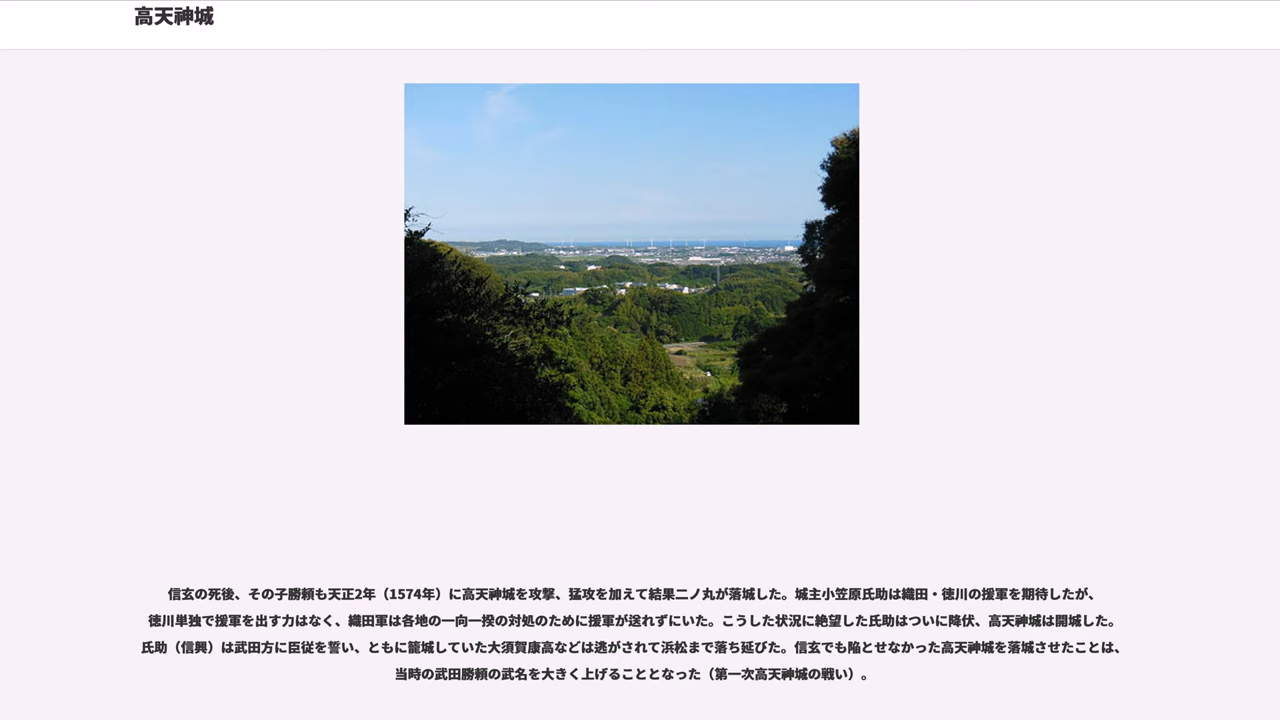 高天神城
信玄の死後、その子勝頼も天正2年（1574年）に高天神城を攻撃、猛攻を加えて結果二ノ丸が落城した。城主小笠原氏助は織田・徳川の援軍を期待したが、
徳川単独で援軍を出す力はなく、織田軍は各地の一向一揆の対処のために援軍が送れずにいた。こうした状況に絶望した氏助はついに降伏、高天神城は開城した。
氏助（信興）は武田方に臣従を誓い、ともに籠城していた大須賀康高などは逃がされて浜松まで落ち延びた。信玄でも陥とせなかった高天神城を落城させたことは、
当時の武田勝頼の武名を大きく上げることとなった（第一次高天神城の戦い）。